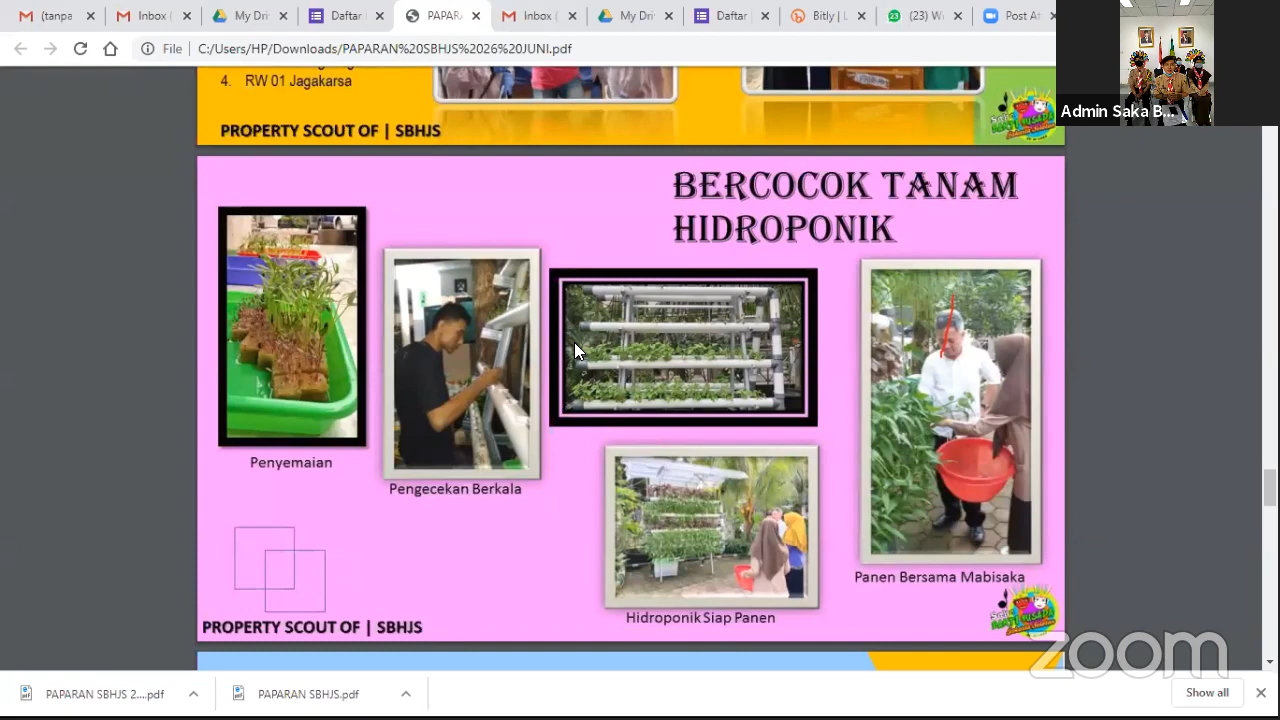 (tanpa
Inbox (
My Dri
Daftar
PAPAR
Inbox (
My Dri
Daftar
Bitly | L
(23) W
Post At
File
C:/Users/HP/Downloads/PAPARAN%20SBHJS%2026%20JUNI.pdf
Admin Saka B...
4. RW 01 Jagakarsa
PROPERTY SCOUT OF | SBHJS
BERCOCOK TANAM
HIDROPONIK
Penyemaian
Pengecekan Berkala
Hidroponik Siap Panen
Panen Bersama Mabisaka
PROPERTY SCOUT OF | SBHJS
zoom
PAPARAN SBHJS 2....pdf
PAPARAN SBHJS.pdf
Show all